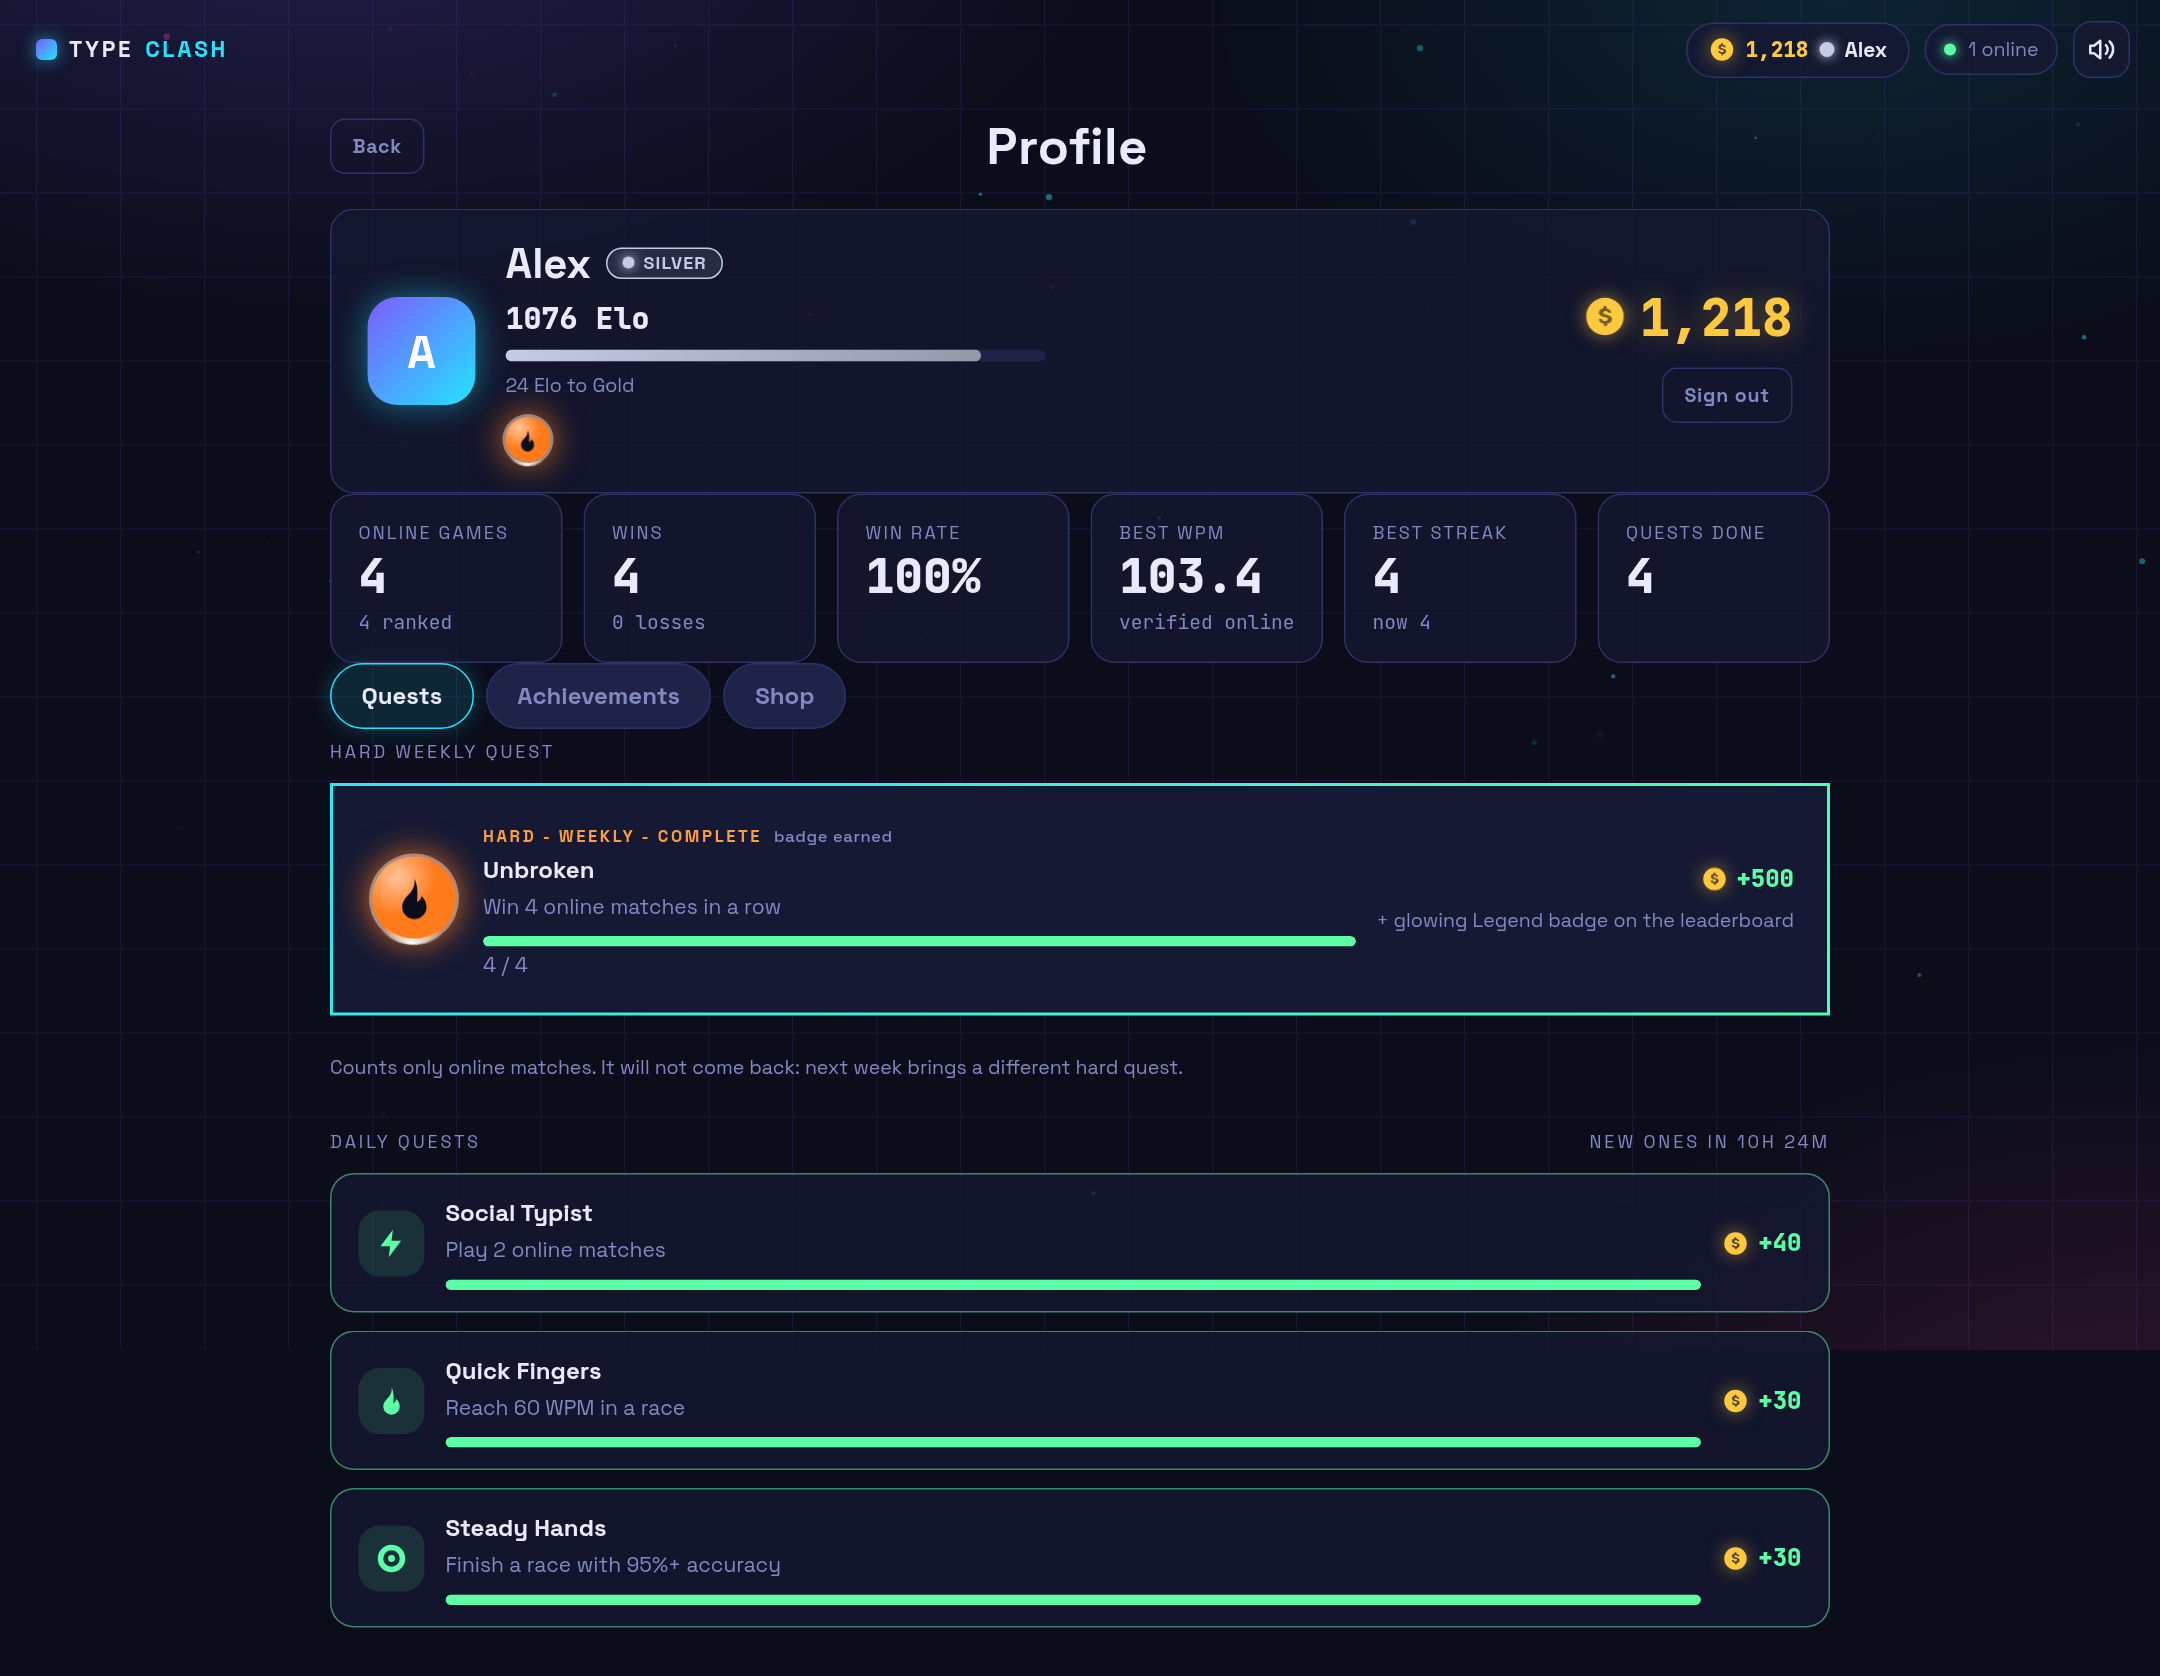 TYPE CLASH
$ 1,218 Alex
1 online
Back
Profile
Alex SILVER
1076 Elo
24 Elo to Gold
A
$ 1,218
Sign out
ONLINE GAMES
4
4 ranked
WINS
4
0 losses
WIN RATE
100%
BEST WPM
103.4
verified online
BEST STREAK
4
now 4
QUESTS DONE
4
Quests
Achievements
Shop
HARD WEEKLY QUEST
HARD - WEEKLY - COMPLETE badge earned
Unbroken
Win 4 online matches in a row
4 / 4
$ +500
+ glowing Legend badge on the leaderboard
Counts only online matches. It will not come back: next week brings a different hard quest.
DAILY QUESTS
NEW ONES IN 10H 24M
Social Typist
Play 2 online matches
$ +40
Quick Fingers
Reach 60 WPM in a race
$ +30
Steady Hands
Finish a race with 95%+ accuracy
$ +30